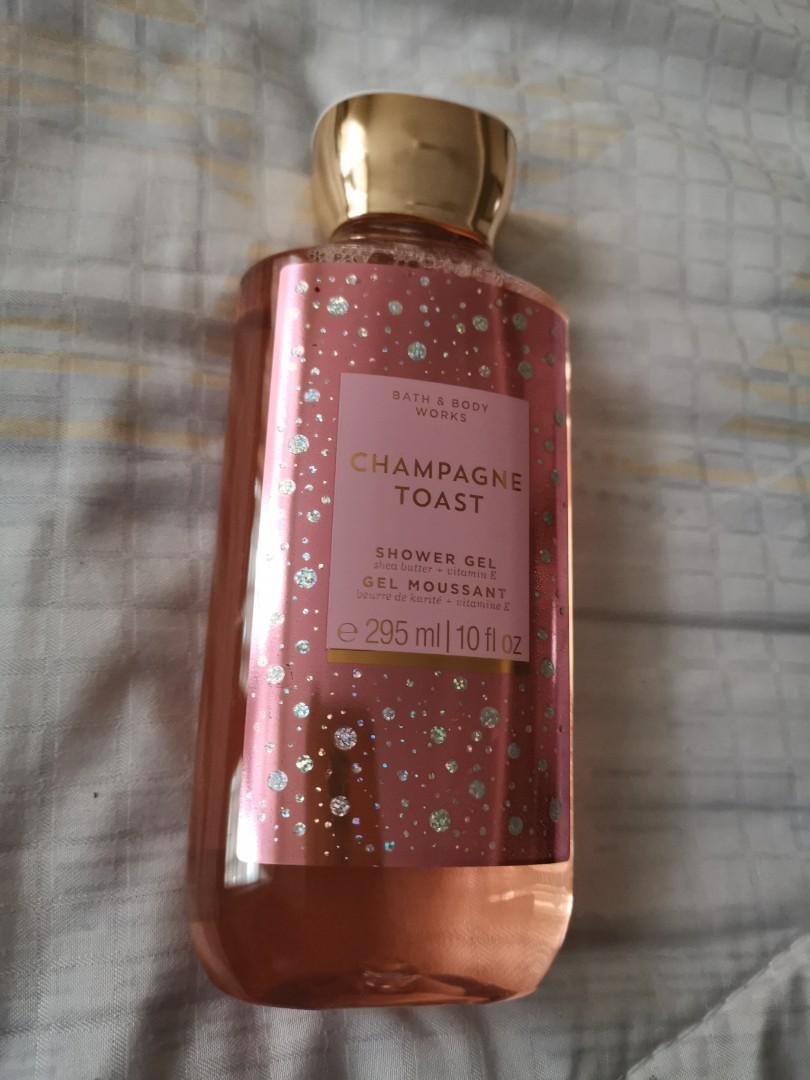 BATH & BODY
WORKS
CHAMPAGNE
TOAST
SHOWER GEL
shea butter + vitamin E
GEL MOUSSANT
beurre de karité + vitamine E
℮ 295 ml | 10 fl oz